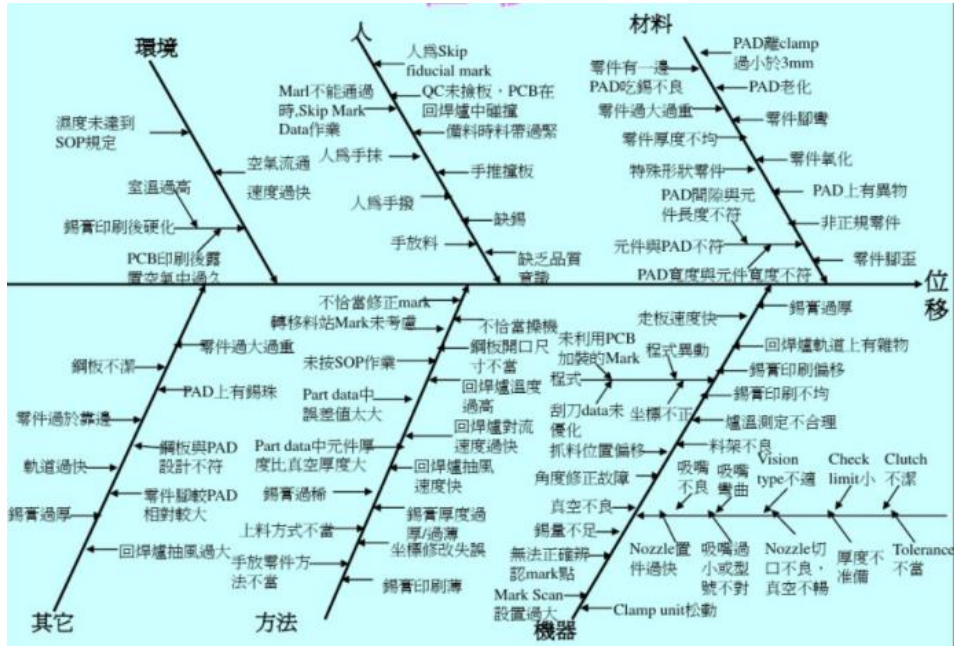 環境
人
材料
濕度未達到
SOP規定
空氣流通
速度過快
室溫過高
錫膏印刷後硬化
PCB印刷後露
置空氣中過久
人為Skip
fiducial mark
Marl不能通過
時,Skip Mark
Data作業
QC未撿板，PCB在
回焊爐中碰撞
備料時料帶過緊
人為手抹
手推撞板
人為手撥
缺錫
手放料
缺乏品質
意識
PAD離clamp
過小於3mm
零件有一邊
PAD吃錫不良
PAD老化
零件過大過重
零件腳彎
零件厚度不均
零件氧化
特殊形狀零件
PAD上有異物
PAD間隙與元
件長度不符
非正規零件
元件與PAD不符
零件腳歪
PAD寬度與元件寬度不符
位
移
零件過大過重
鋼板不潔
PAD上有錫珠
零件過於靠邊
鋼板與PAD
設計不符
軌道過快
零件腳較PAD
相對較大
錫膏過厚
回焊爐抽風過大
其它
不恰當修正mark
轉移料站Mark未考慮
不恰當操機
鋼板開口尺
寸不當
未按SOP作業
回焊爐溫度
過高
Part data中
誤差值太大
回焊爐對流
速度過快
Part data中元件厚
度比真空厚度大
回焊爐抽風
速度快
錫膏過稀
錫膏厚度過
厚/過薄
上料方式不當
坐標修改失誤
手放零件方
法不當
錫膏印刷薄
方法
錫膏過厚
走板速度快
回焊爐軌道上有雜物
未利用PCB
加裝的Mark
程式異動
錫膏印刷偏移
程式
錫膏印刷不均
刮刀data未
優化
坐標不正
爐溫測定不合理
抓料位置偏移
料架不良
角度修正故障
吸嘴
不良
吸嘴
彎曲
Vision
type不適
Check
limit小
Clutch
不潔
真空不良
錫量不足
Nozzle置
件過快
吸嘴過
小或型
號不對
Nozzle切
口不良，
真空不暢
厚度不
准備
Tolerance
不當
無法正確辨
認mark點
Mark Scan
設置過大
Clamp unit松動
機器